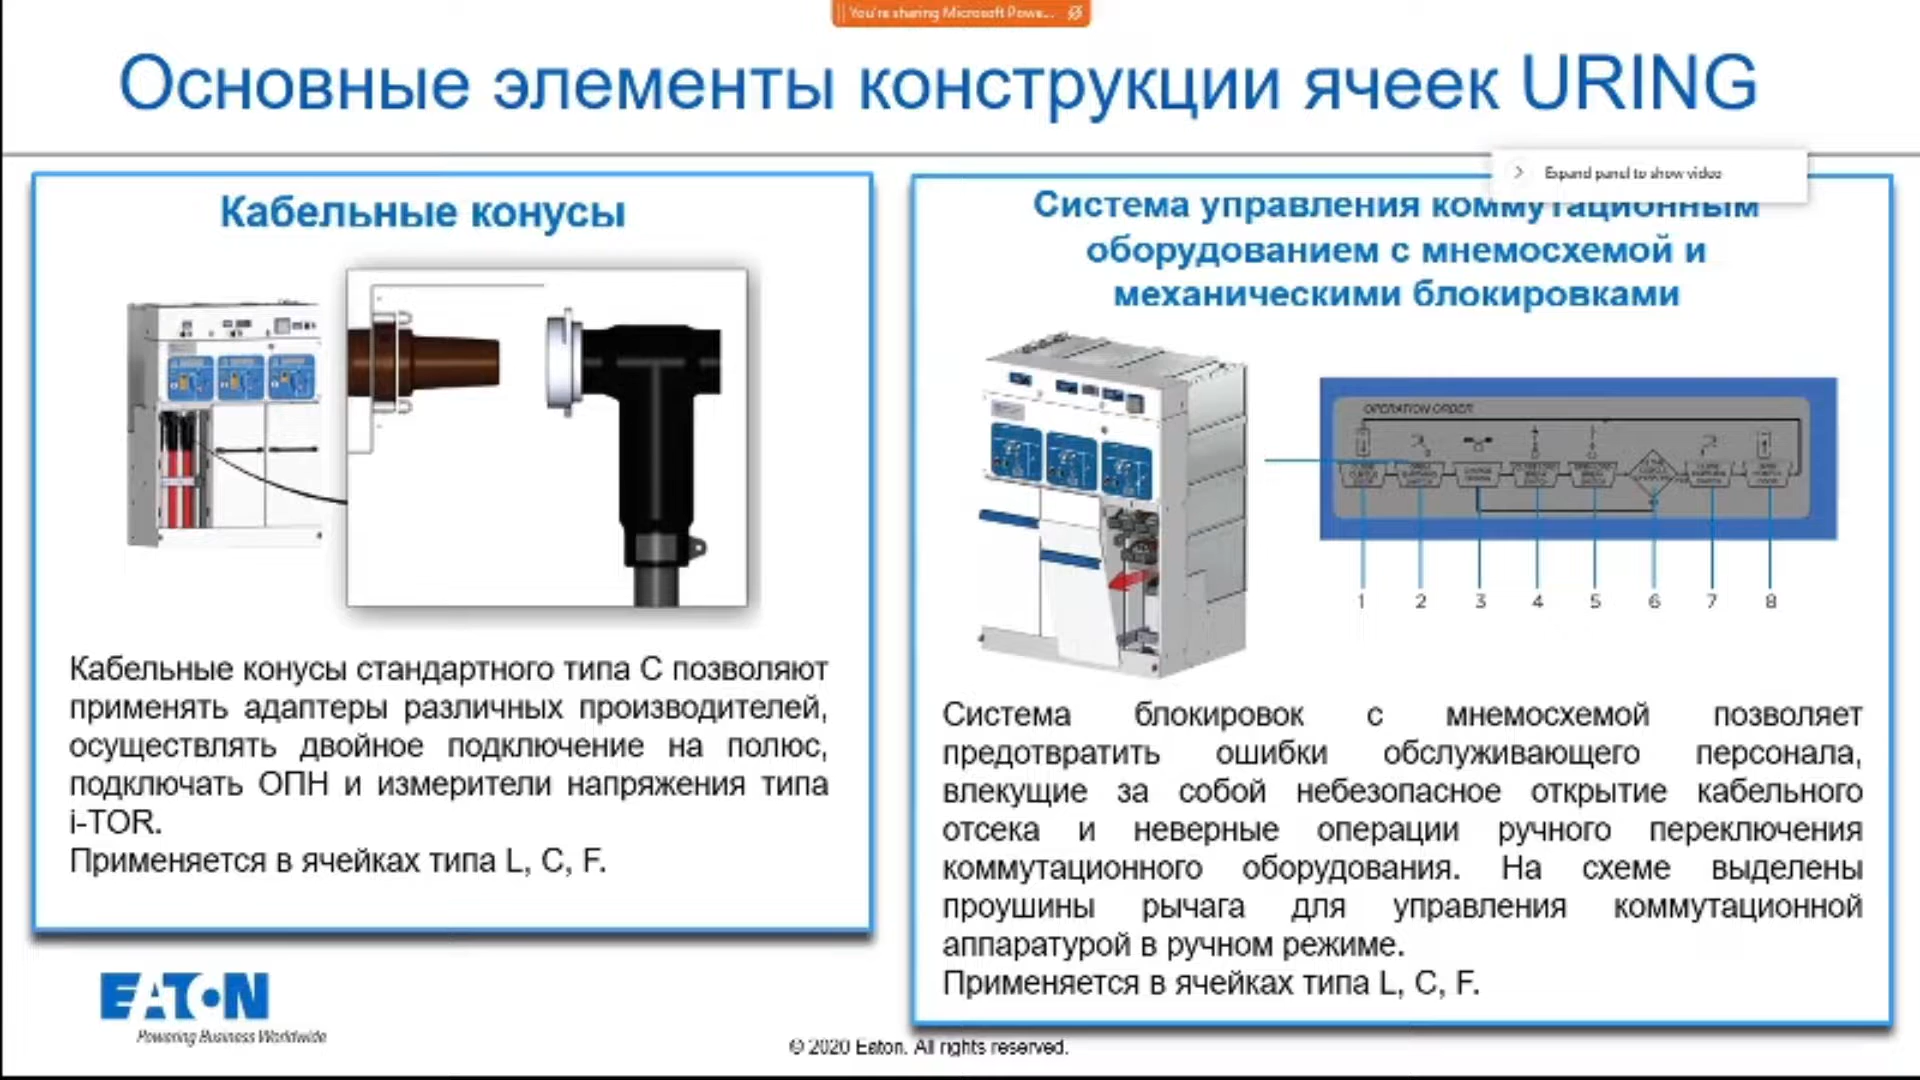 You're sharing Microsoft Powe...
Основные элементы конструкции ячеек URING
Expand panel to show video
Кабельные конусы
Кабельные конусы стандартного типа С позволяют
применять адаптеры различных производителей,
осуществлять двойное подключение на полюс,
подключать ОПН и измерители напряжения типа
i-TOR.
Применяется в ячейках типа L, C, F.
Система управления коммутационным
оборудованием с мнемосхемой и
механическими блокировками
OPERATION ORDER
1 2 3 4 5 6 7 8
Система блокировок с мнемосхемой позволяет
предотвратить ошибки обслуживающего персонала,
влекущие за собой небезопасное открытие кабельного
отсека и неверные операции ручного переключения
коммутационного оборудования. На схеме выделены
проушины рычага для управления коммутационной
аппаратурой в ручном режиме.
Применяется в ячейках типа L, C, F.
EATON
Powering Business Worldwide
© 2020 Eaton. All rights reserved.